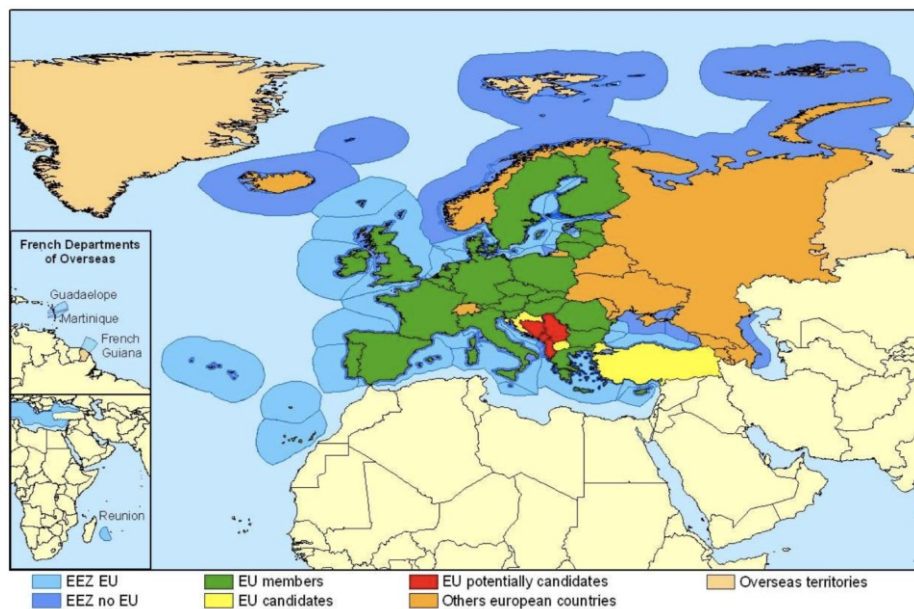 French Departments
of Overseas
Guadaelope
Martinique
French
Guiana
Reunion
EEZ EU
EU members
EU potentially candidates
Overseas territories
EEZ no EU
EU candidates
Others european countries